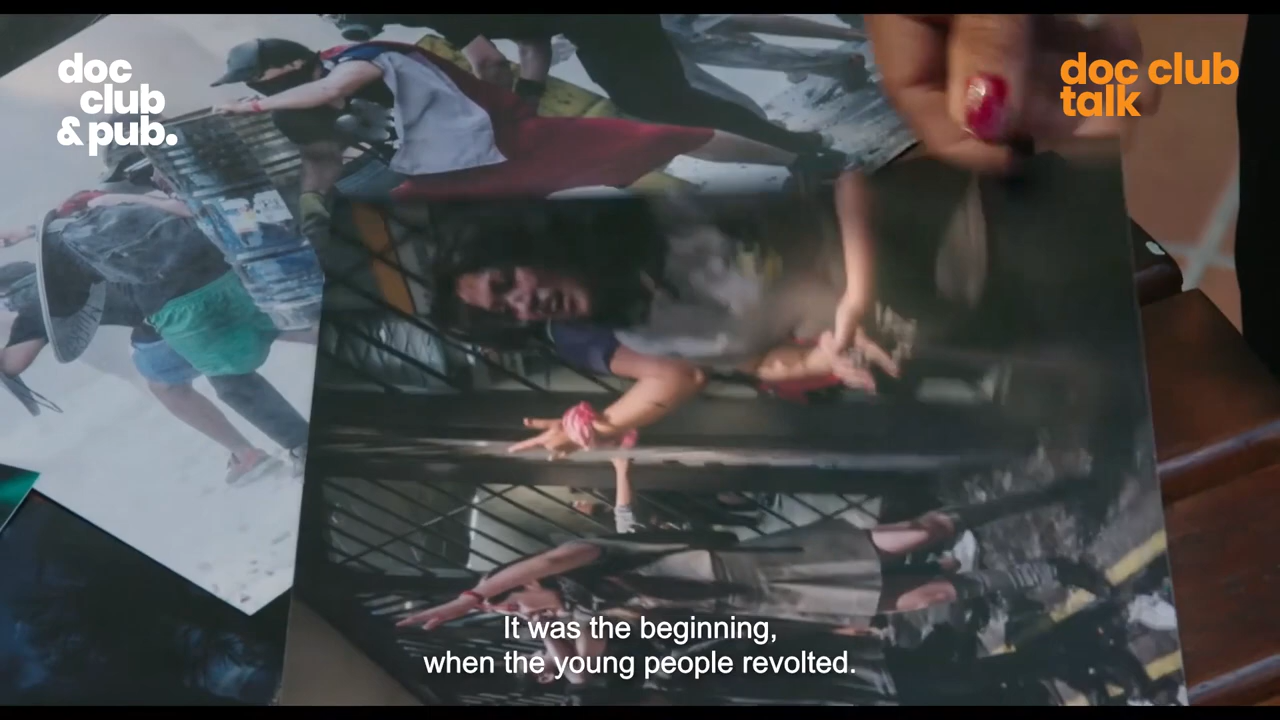 doc
club
& pub.
doc club
talk
It was the beginning,
when the young people revolted.